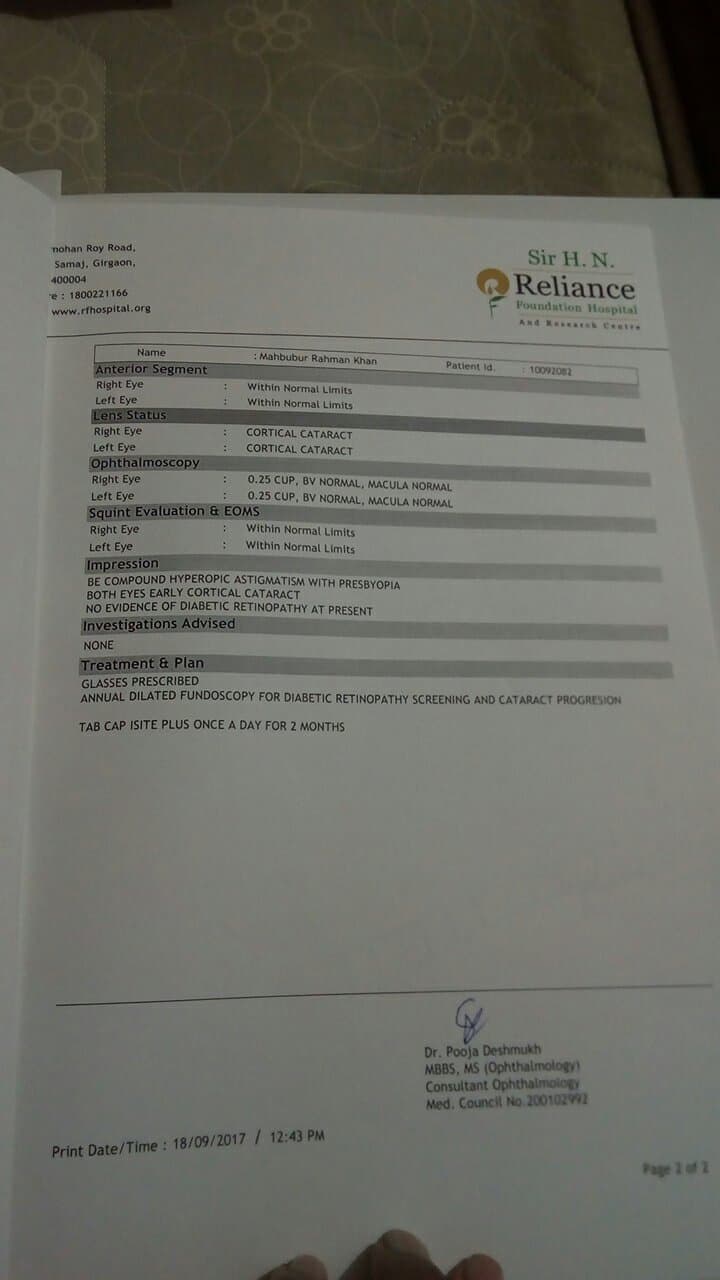 mohan Roy Road,
Samaj, Girgaon,
400004
re : 1800221166
www.rfhospital.org
Sir H. N.
Reliance
Foundation Hospital
And Research Centre
Name : Mahbubur Rahman Khan Patient Id. : 10092082
Anterior Segment
Right Eye : Within Normal Limits
Left Eye : Within Normal Limits
Lens Status
Right Eye : CORTICAL CATARACT
Left Eye : CORTICAL CATARACT
Ophthalmoscopy
Right Eye : 0.25 CUP, BV NORMAL, MACULA NORMAL
Left Eye : 0.25 CUP, BV NORMAL, MACULA NORMAL
Squint Evaluation & EOMS
Right Eye : Within Normal Limits
Left Eye : Within Normal Limits
Impression
BE COMPOUND HYPEROPIC ASTIGMATISM WITH PRESBYOPIA
BOTH EYES EARLY CORTICAL CATARACT
NO EVIDENCE OF DIABETIC RETINOPATHY AT PRESENT
Investigations Advised
NONE
Treatment & Plan
GLASSES PRESCRIBED
ANNUAL DILATED FUNDOSCOPY FOR DIABETIC RETINOPATHY SCREENING AND CATARACT PROGRESION
TAB CAP ISITE PLUS ONCE A DAY FOR 2 MONTHS
Dr. Pooja Deshmukh
MBBS, MS (Ophthalmology)
Consultant Ophthalmology
Med. Council No 200102992
Print Date/Time : 18/09/2017 / 12:43 PM
Page 2 of 2